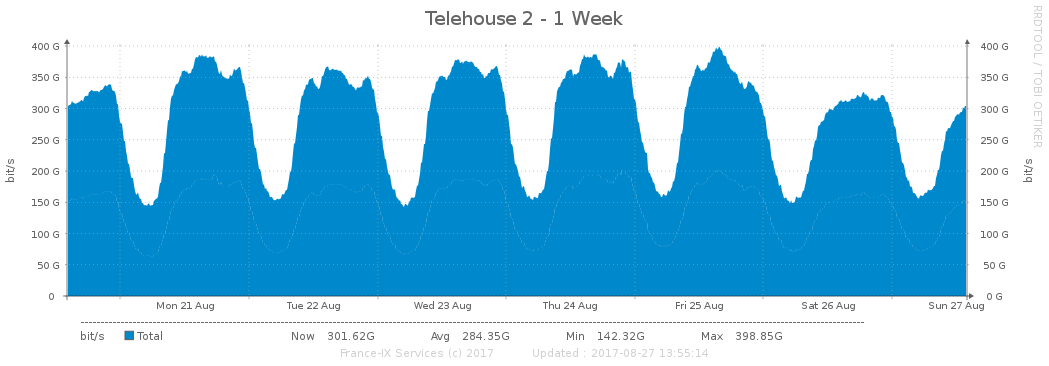 Telehouse 2 - 1 Week
RRDTOOL / TOBI OETIKER
400 G 400 G
350 G 350 G
300 G 300 G
250 G 250 G
200 G 200 G
150 G 150 G
100 G 100 G
50 G 50 G
0 0 G
bit/s bit/s
Mon 21 Aug Tue 22 Aug Wed 23 Aug Thu 24 Aug Fri 25 Aug Sat 26 Aug Sun 27 Aug
bit/s Total Now 301.62G Avg 284.35G Min 142.32G Max 398.85G
France-IX Services (c) 2017 Updated : 2017-08-27 13:55:14